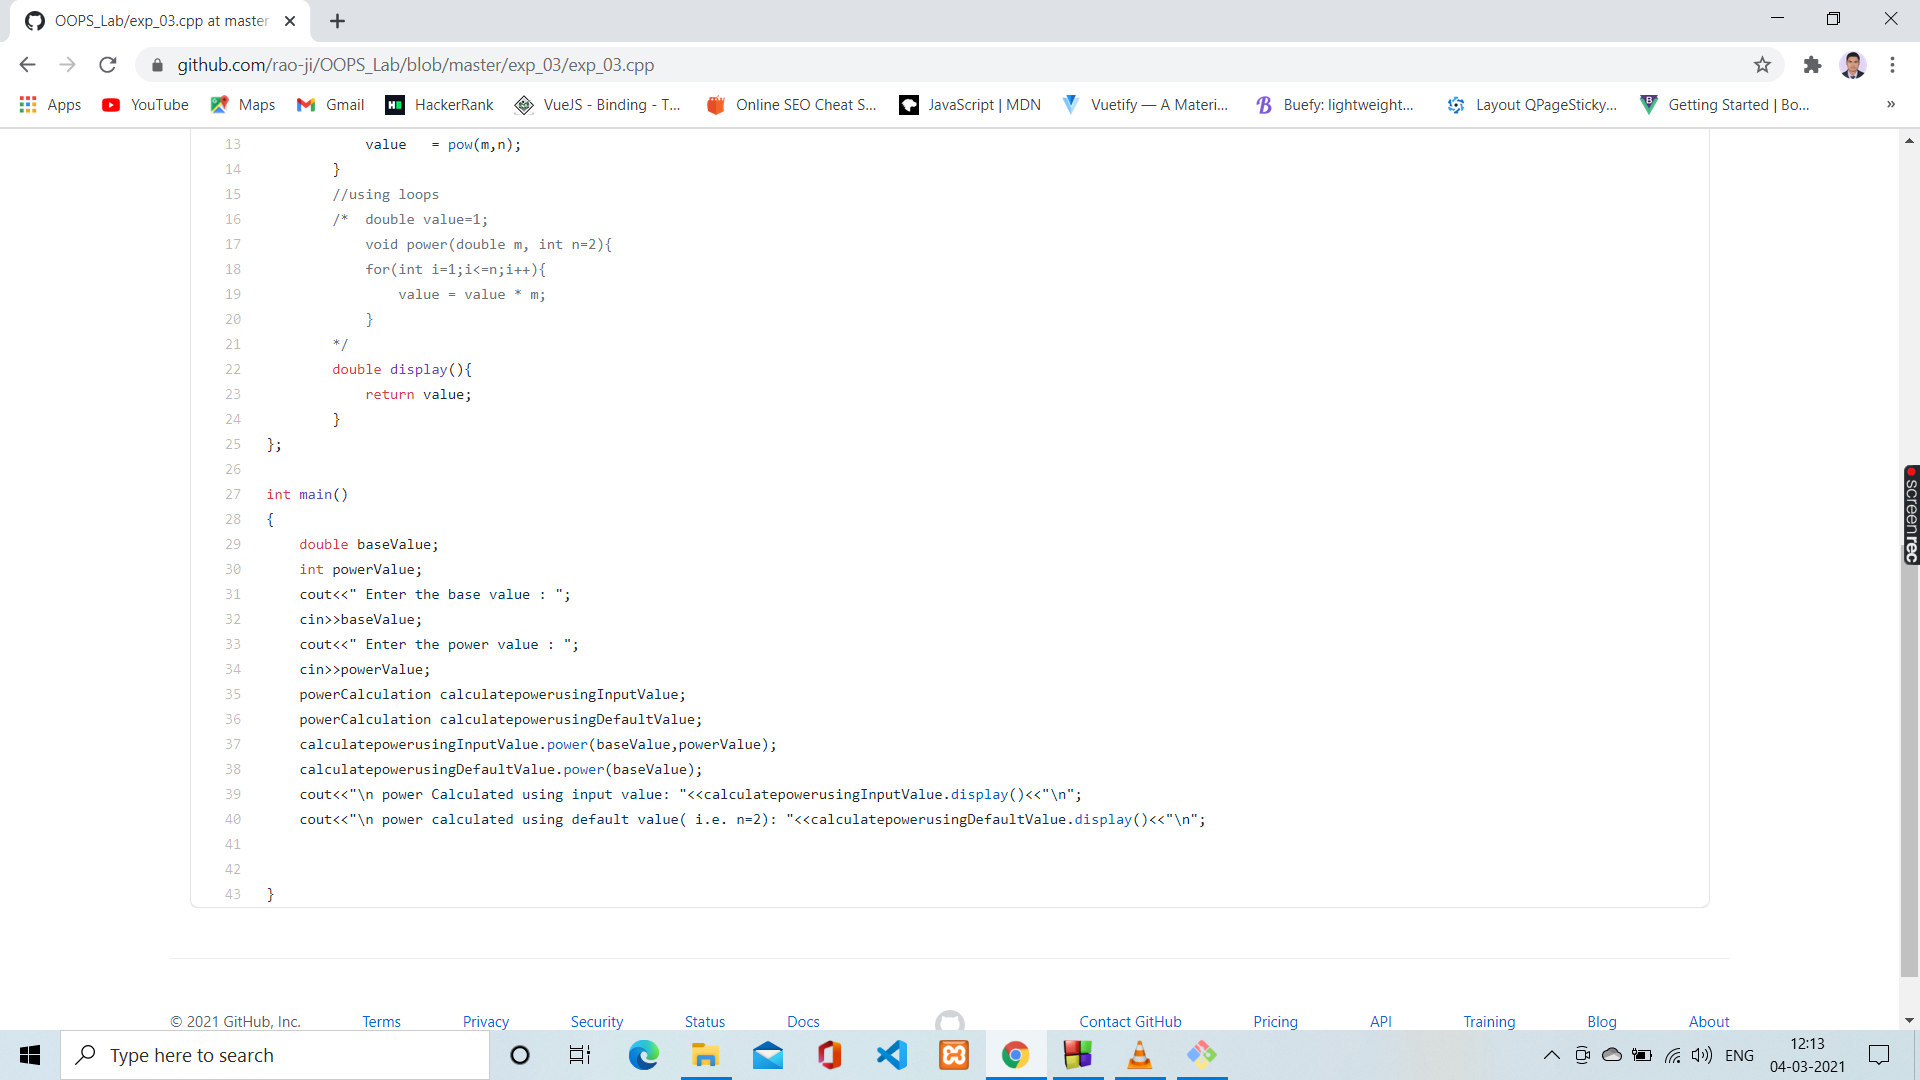 OOPS_Lab/exp_03.cpp at master
github.com/rao-ji/OOPS_Lab/blob/master/exp_03/exp_03.cpp
Apps YouTube Maps Gmail HackerRank VueJS - Binding - T... Online SEO Cheat S... JavaScript | MDN Vuetify — A Materi... Buefy: lightweight... Layout QPageSticky... Getting Started | Bo... »
13 value   = pow(m,n);
14 }
15 //using loops
16 /*  double value=1;
17 void power(double m, int n=2){
18 for(int i=1;i<=n;i++){
19 value = value * m;
20 }
21 */
22 double display(){
23 return value;
24 }
25 };
26
27 int main()
28 {
29 double baseValue;
30 int powerValue;
31 cout<<" Enter the base value : ";
32 cin>>baseValue;
33 cout<<" Enter the power value : ";
34 cin>>powerValue;
35 powerCalculation calculatepowerusingInputValue;
36 powerCalculation calculatepowerusingDefaultValue;
37 calculatepowerusingInputValue.power(baseValue,powerValue);
38 calculatepowerusingDefaultValue.power(baseValue);
39 cout<<"\n power Calculated using input value: "<<calculatepowerusingInputValue.display()<<"\n";
40 cout<<"\n power calculated using default value( i.e. n=2): "<<calculatepowerusingDefaultValue.display()<<"\n";
41
42
43 }
screenrec
© 2021 GitHub, Inc. Terms Privacy Security Status Docs Contact GitHub Pricing API Training Blog About
Type here to search
ENG
12:13
04-03-2021